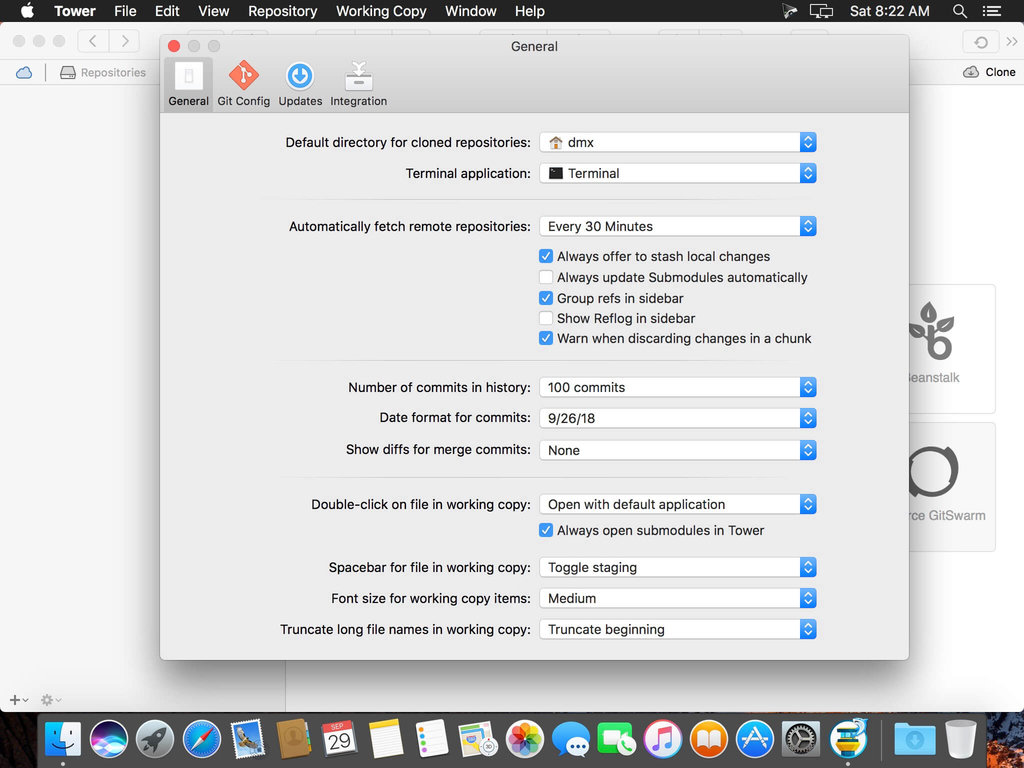 Tower File Edit View Repository Working Copy Window Help Sat 8:22 AM
General
Repositories
Clone
General Git Config Updates Integration
Default directory for cloned repositories: dmx
Terminal application: Terminal
Automatically fetch remote repositories: Every 30 Minutes
Always offer to stash local changes
Always update Submodules automatically
Group refs in sidebar
Show Reflog in sidebar
Warn when discarding changes in a chunk
eanstalk
Number of commits in history: 100 commits
Date format for commits: 9/26/18
Show diffs for merge commits: None
Double-click on file in working copy: Open with default application
rce GitSwarm
Always open submodules in Tower
Spacebar for file in working copy: Toggle staging
Font size for working copy items: Medium
Truncate long file names in working copy: Truncate beginning
SEP
29